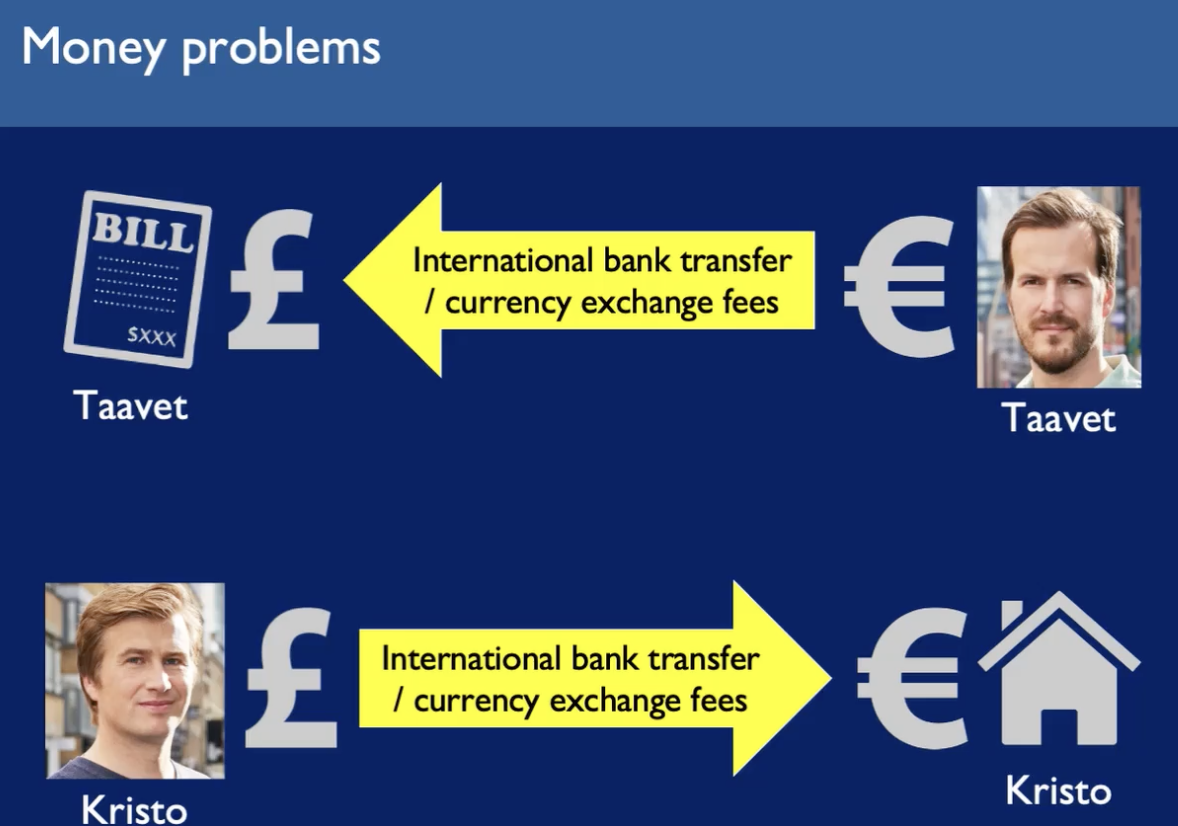 Money problems
BILL
$XXX
£
International bank transfer
/ currency exchange fees
€
Taavet
Taavet
£
International bank transfer
/ currency exchange fees
€
Kristo
Kristo